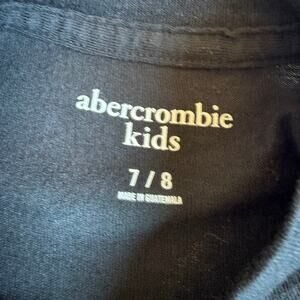 abercrombie
kids
7 / 8
MADE IN GUATEMALA